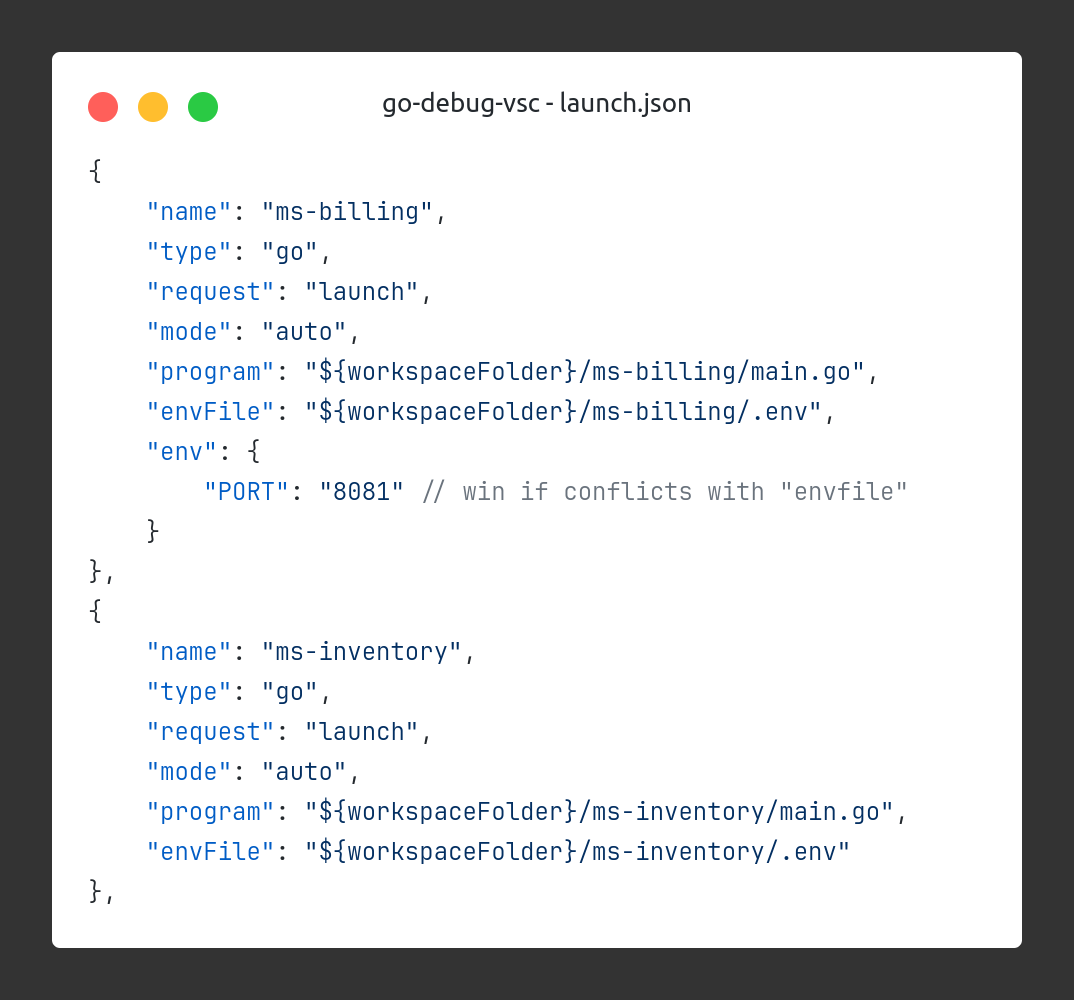 go-debug-vsc - launch.json
{
    "name": "ms-billing",
    "type": "go",
    "request": "launch",
    "mode": "auto",
    "program": "${workspaceFolder}/ms-billing/main.go",
    "envFile": "${workspaceFolder}/ms-billing/.env",
    "env": {
        "PORT": "8081" // win if conflicts with "envfile"
    }
},
{
    "name": "ms-inventory",
    "type": "go",
    "request": "launch",
    "mode": "auto",
    "program": "${workspaceFolder}/ms-inventory/main.go",
    "envFile": "${workspaceFolder}/ms-inventory/.env"
},